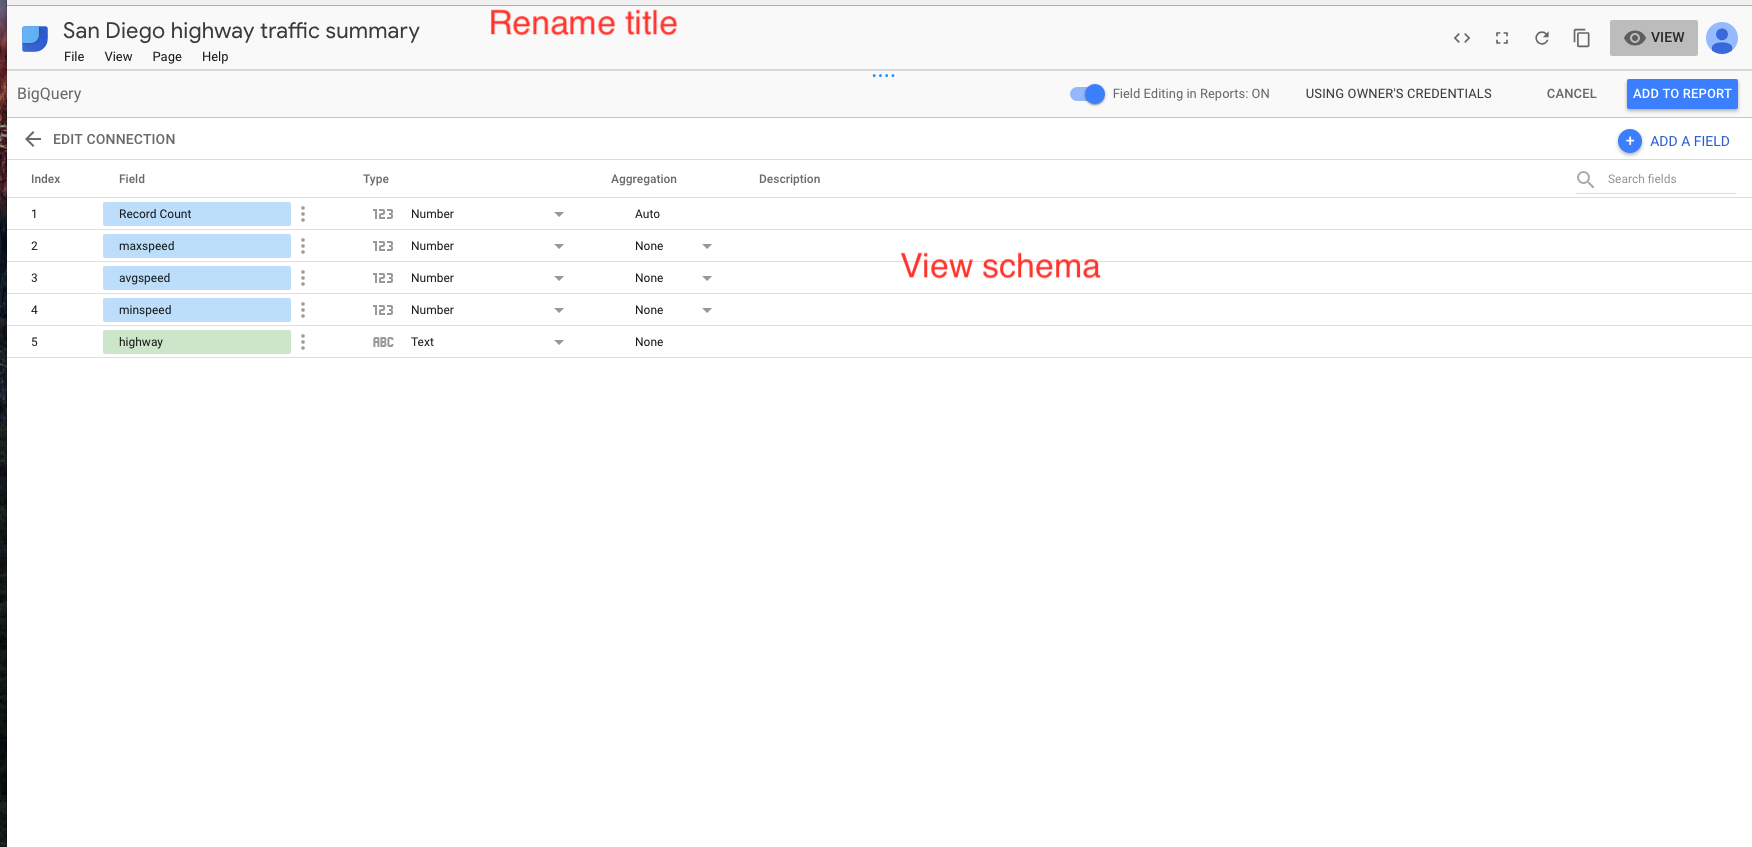 San Diego highway traffic summary
Rename title
File View Page Help
VIEW
BigQuery
Field Editing in Reports: ON
USING OWNER'S CREDENTIALS
CANCEL
ADD TO REPORT
EDIT CONNECTION
+ ADD A FIELD
Index Field Type Aggregation Description Search fields
1 Record Count 123 Number Auto
2 maxspeed 123 Number None
View schema
3 avgspeed 123 Number None
4 minspeed 123 Number None
5 highway ABC Text None